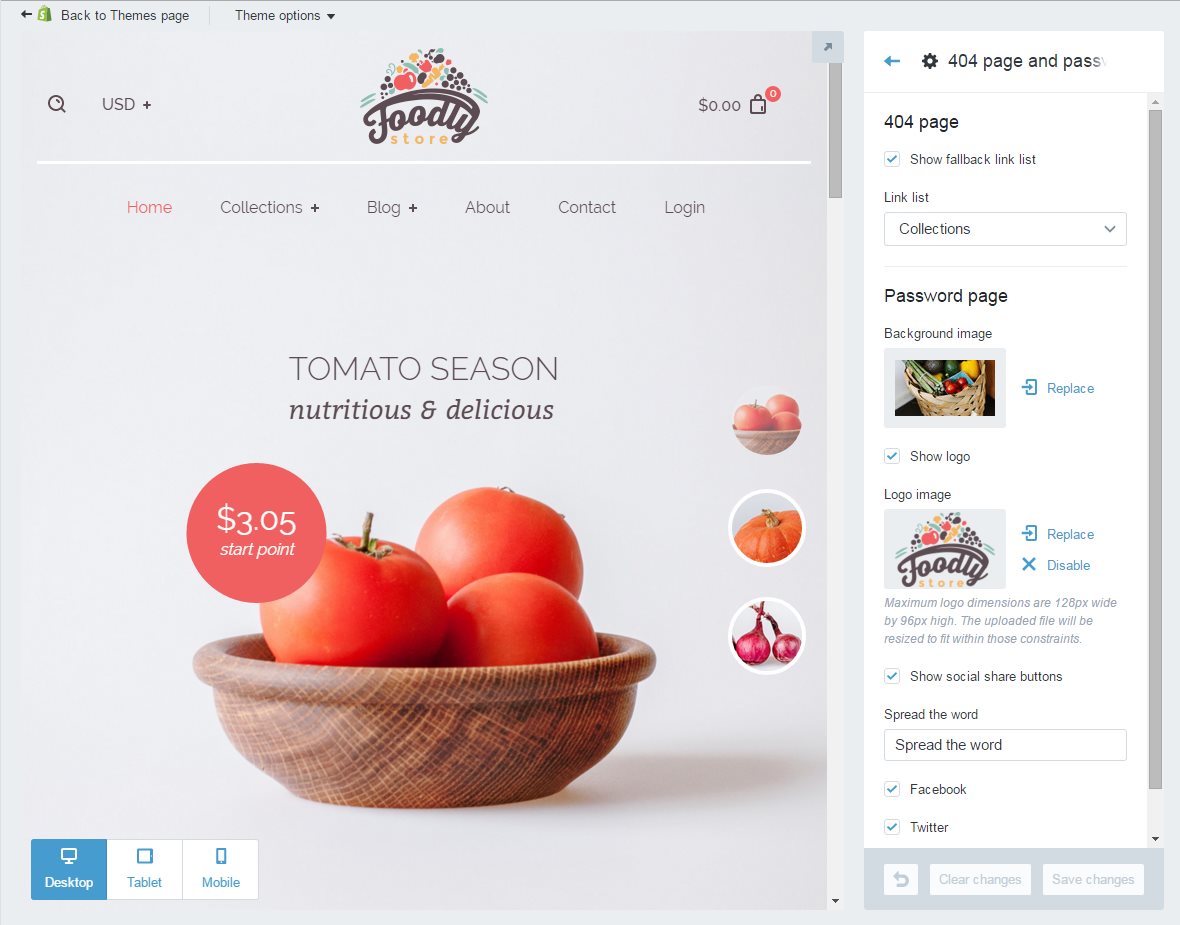 Back to Themes page
Theme options
USD +
Foodly
store
$0.00
0
Home
Collections +
Blog +
About
Contact
Login
TOMATO SEASON
nutritious & delicious
$3.05
start point
Desktop
Tablet
Mobile
404 page and passw
404 page
Show fallback link list
Link list
Collections
Password page
Background image
Replace
Show logo
Logo image
Foodly
store
Replace
Disable
Maximum logo dimensions are 128px wide
by 96px high. The uploaded file will be
resized to fit within those constraints.
Show social share buttons
Spread the word
Spread the word
Facebook
Twitter
Clear changes
Save changes